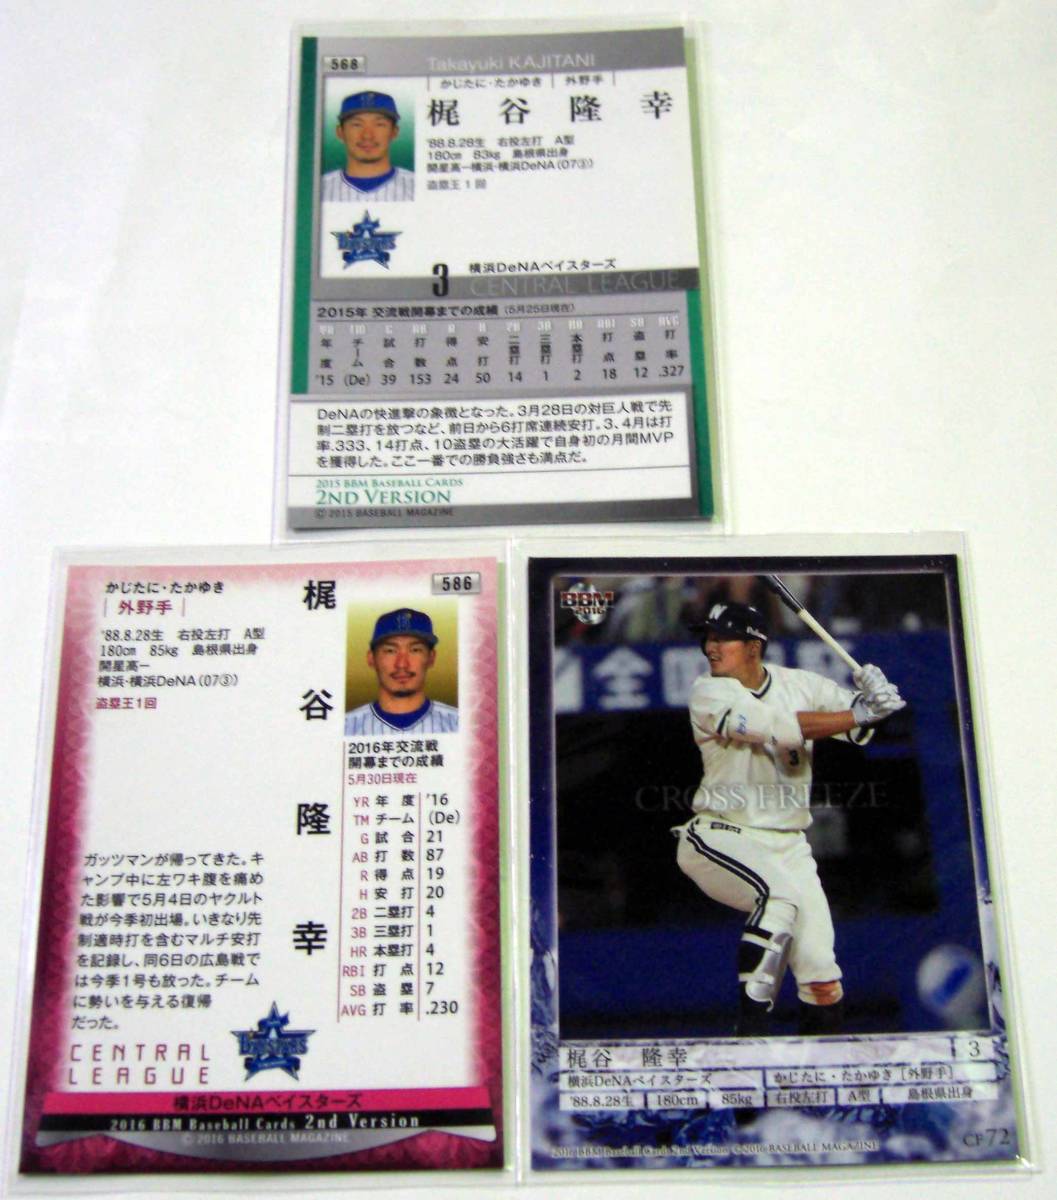 568
Takayuki KAJITANI
かじたに・たかゆき 外野手
梶谷隆幸
'88.8.28生 右投左打 A型
180cm 83kg 島根県出身
開星高ー横浜・横浜DeNA(07③)
盗塁王1回
3
横浜DeNAベイスターズ
CENTRAL LEAGUE
2015年 交流戦開幕までの成績 (5月25日現在)
YR TM G AB R H 2B 3B HR RBI SB AVG
年度 チーム 試合 打数 得点 安打 二塁打 三塁打 本塁打 打点 盗塁 打率
'15 (De) 39 153 24 50 14 1 2 18 12 .327
DeNAの快進撃の象徴となった。3月28日の対巨人戦で先
制二塁打を放つなど、前日から6打席連続安打。3、4月は打
率.333、14打点、10盗塁の大活躍で自身初の月間MVP
を獲得した。ここ一番での勝負強さも満点だ。
2015 BBM BASEBALL CARDS
2ND VERSION
© 2015 BASEBALL MAGAZINE
586
かじたに・たかゆき
外野手
梶谷隆幸
'88.8.28生 右投左打 A型
180cm 85kg 島根県出身
開星高ー
横浜・横浜DeNA(07③)
盗塁王1回
2016年交流戦
開幕までの成績
5月30日現在
YR 年度 '16
TM チーム (De)
G 試合 21
AB 打数 87
R 得点 19
H 安打 20
2B 二塁打 4
3B 三塁打 1
HR 本塁打 4
RBI 打点 12
SB 盗塁 7
AVG 打率 .230
ガッツマンが帰ってきた。キ
ャンプ中に左ワキ腹を痛め
た影響で5月4日のヤクルト
戦が今季初出場。いきなり先
制適時打を含むマルチ安打
を記録し、同6日の広島戦で
は今季1号も放った。チーム
に勢いを与える復帰
だった。
CENTRAL
LEAGUE
横浜DeNAベイスターズ
2016 BBM Baseball Cards 2nd Version
© 2016 BASEBALL MAGAZINE
BBM
2016
N
全国
3
CROSS FREEZE
梶谷 隆幸 3
横浜DeNAベイスターズ かじたに・たかゆき [外野手]
'88.8.28生 180cm 85kg 右投左打 A型 島根県出身
CF72
2016 BBM Baseball Cards 2nd Version ©2016 BASEBALL MAGAZINE